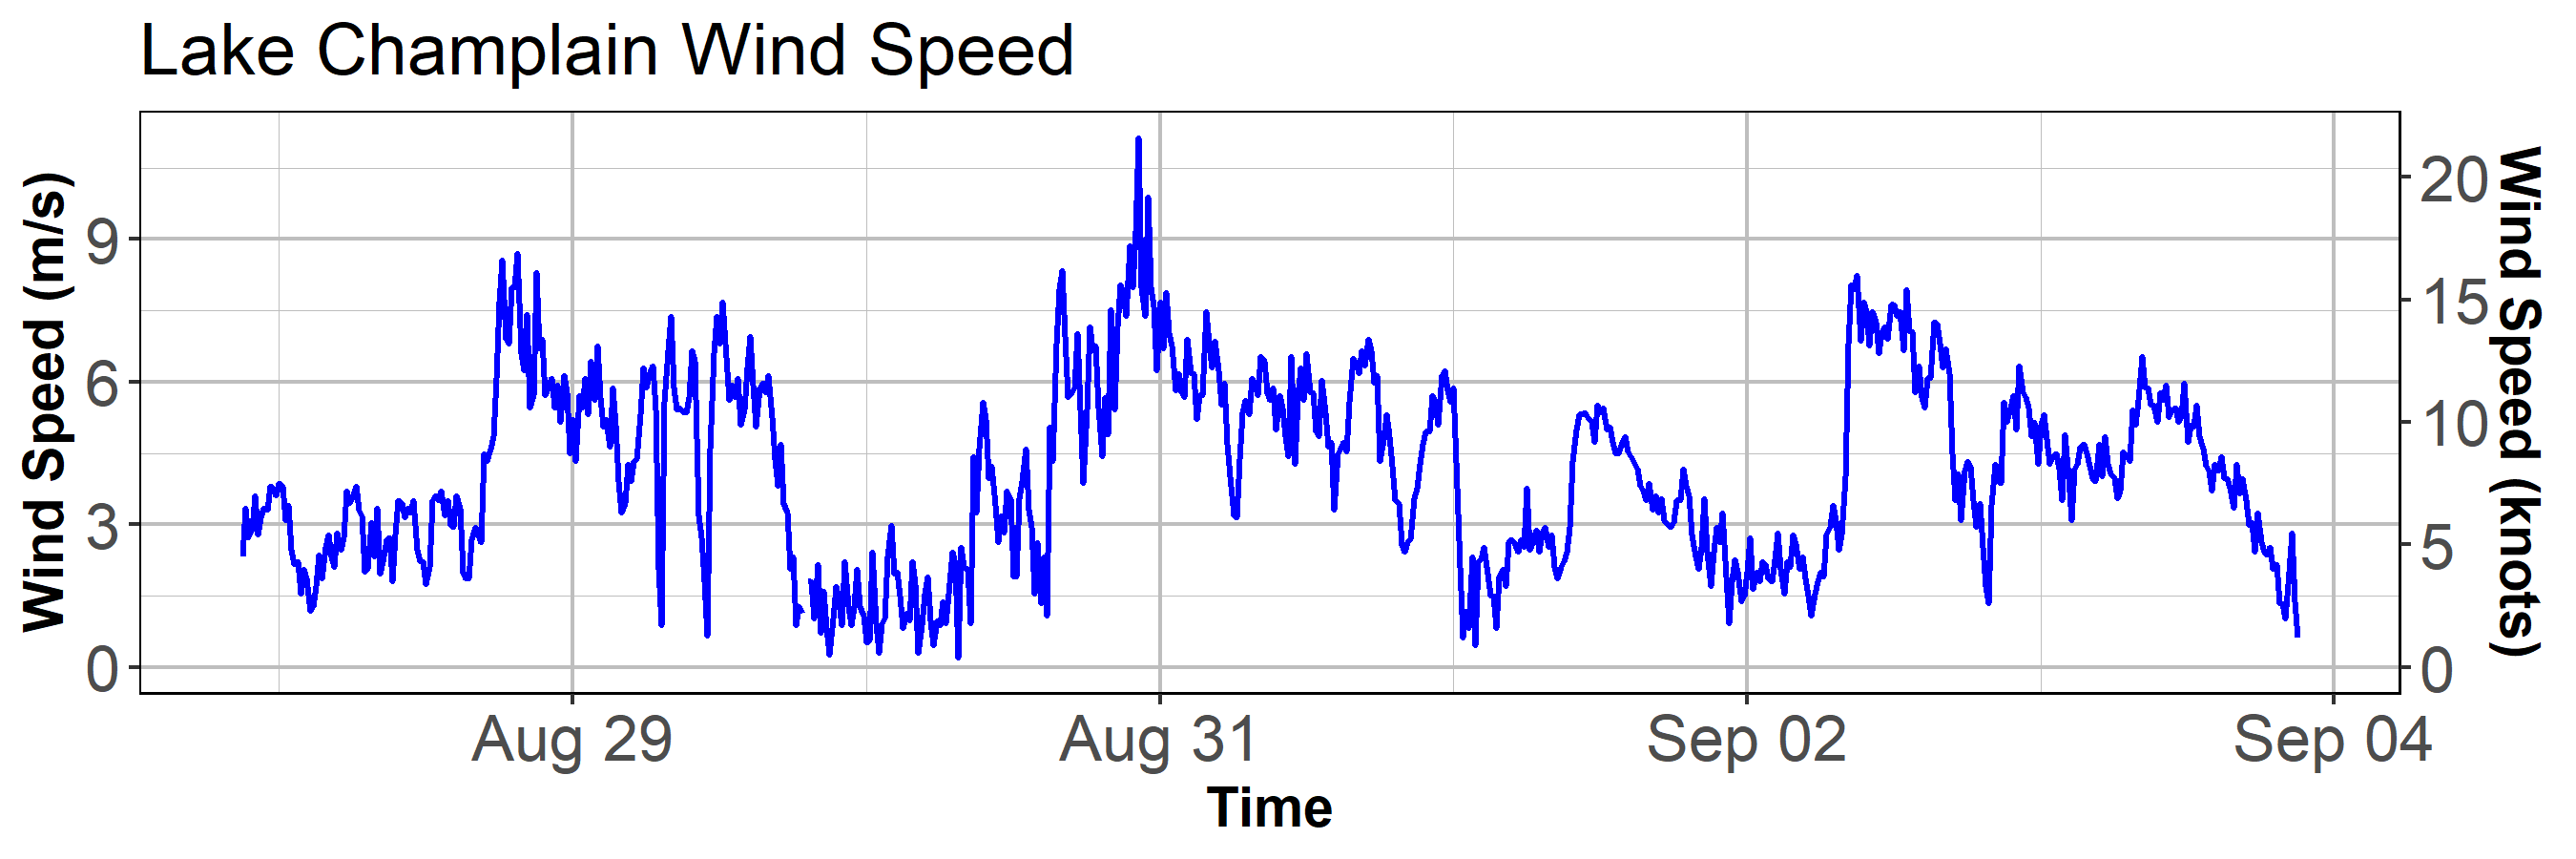 Lake Champlain Wind Speed
Wind Speed (m/s)
9
6
3
0
20
15
10
5
0
Wind Speed (knots)
Aug 29
Aug 31
Sep 02
Sep 04
Time